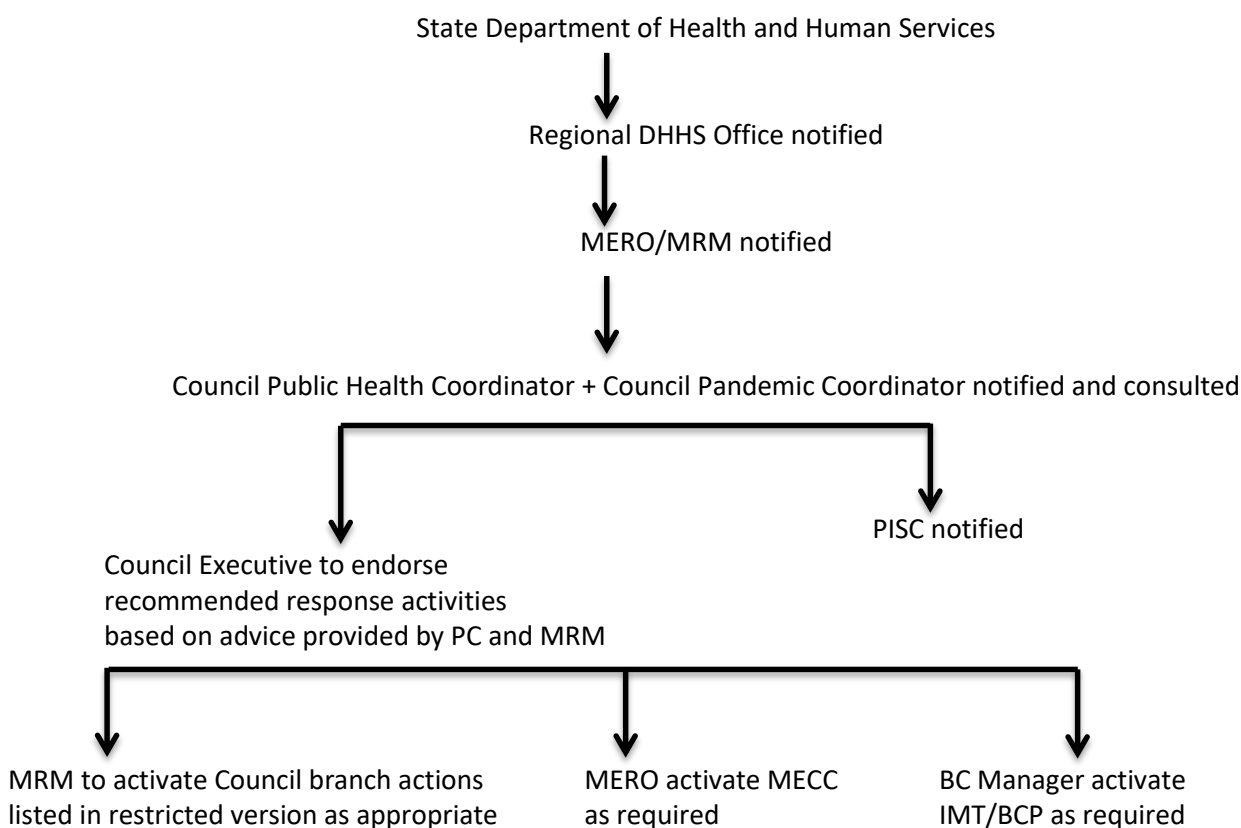 State Department of Health and Human Services
Regional DHHS Office notified
MERO/MRM notified
Council Public Health Coordinator + Council Pandemic Coordinator notified and consulted
PISC notified
Council Executive to endorse
recommended response activities
based on advice provided by PC and MRM
MRM to activate Council branch actions
listed in restricted version as appropriate
MERO activate MECC
as required
BC Manager activate
IMT/BCP as required